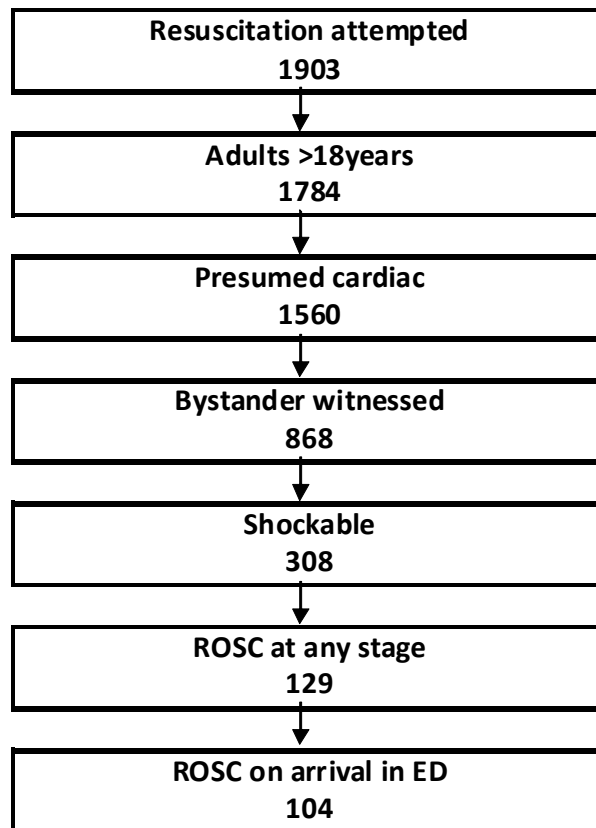 Resuscitation attempted
1903
Adults >18years
1784
Presumed cardiac
1560
Bystander witnessed
868
Shockable
308
ROSC at any stage
129
ROSC on arrival in ED
104